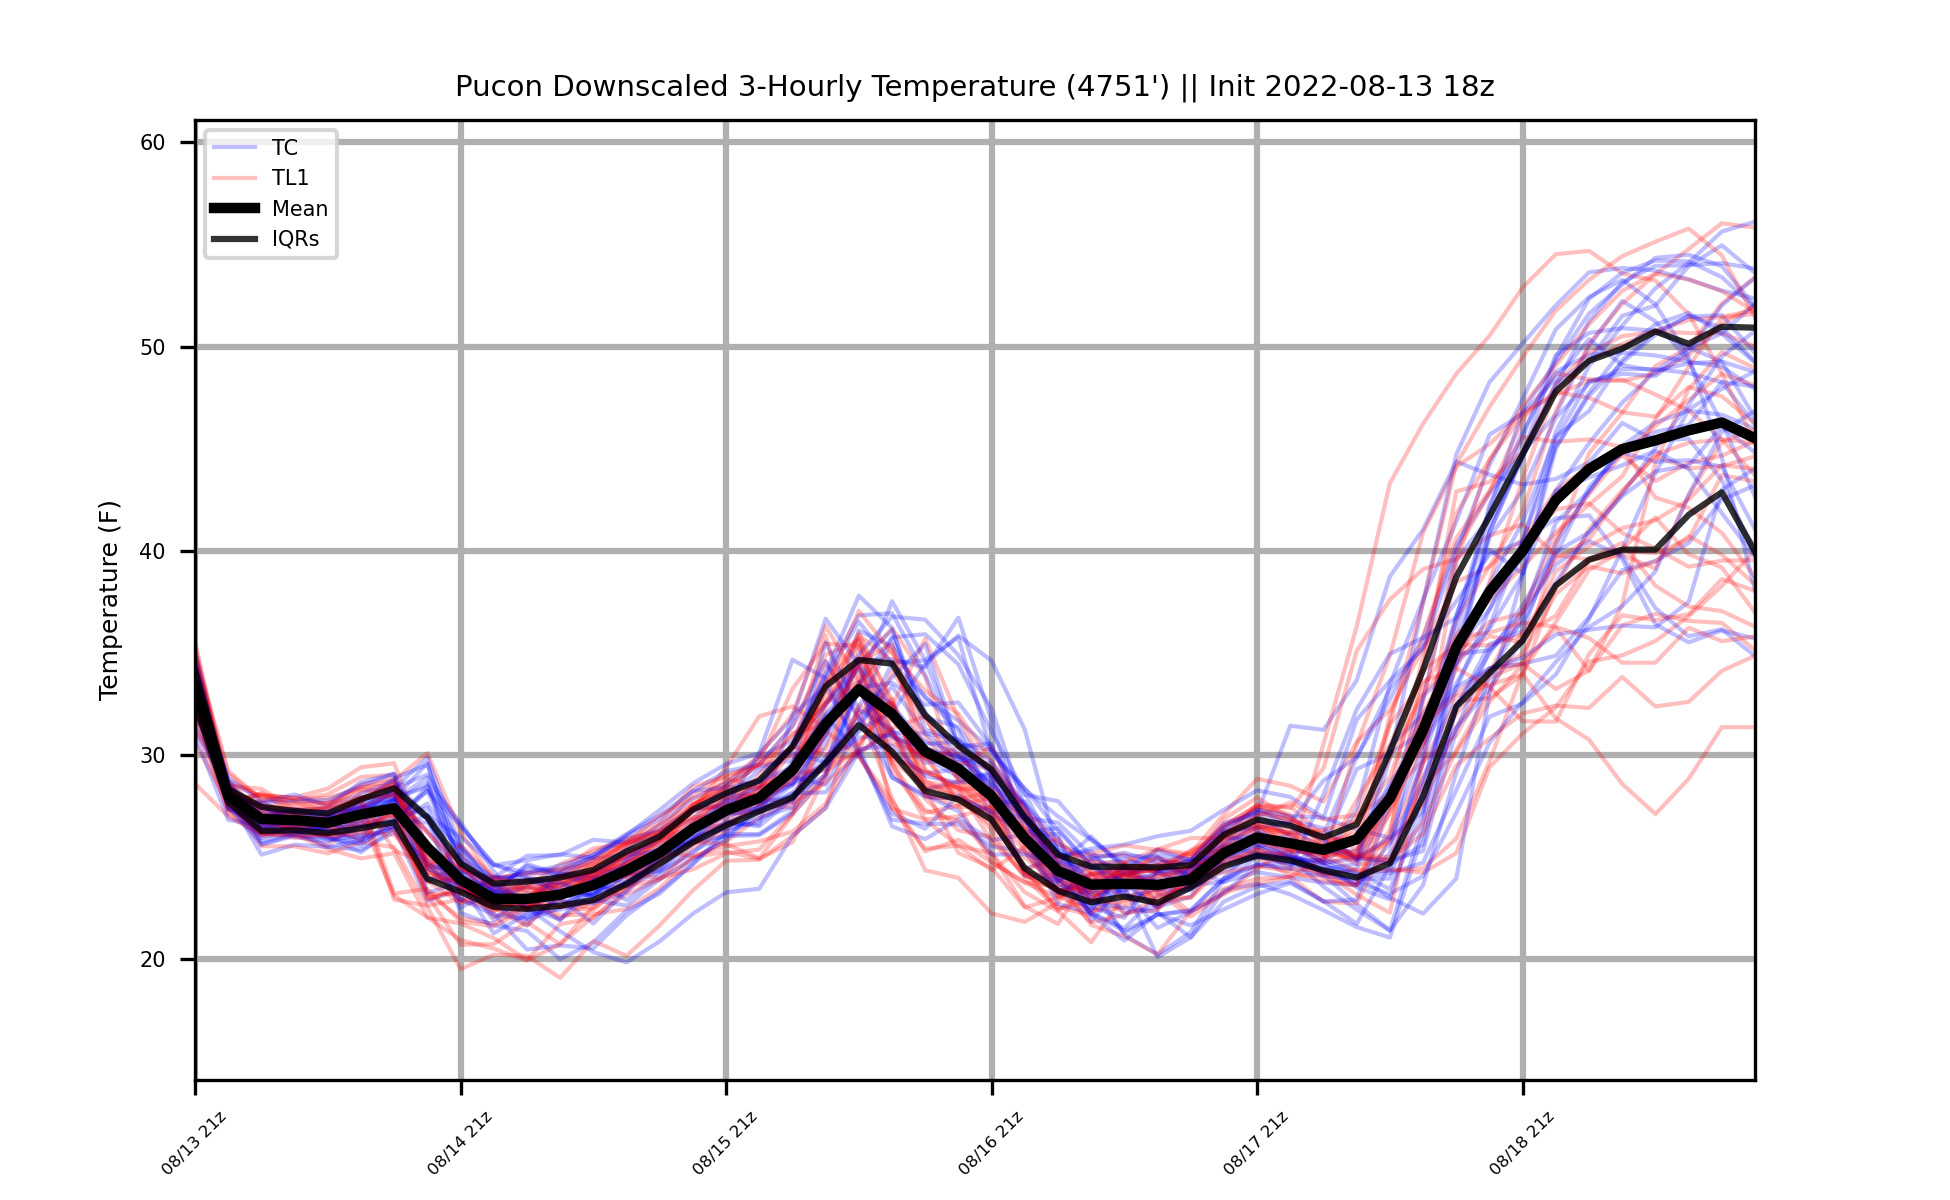 Pucon Downscaled 3-Hourly Temperature (4751') || Init 2022-08-13 18z
TC
TL1
Mean
IQRs
Temperature (F)
60
50
40
30
20
08/13 21z
08/14 21z
08/15 21z
08/16 21z
08/17 21z
08/18 21z